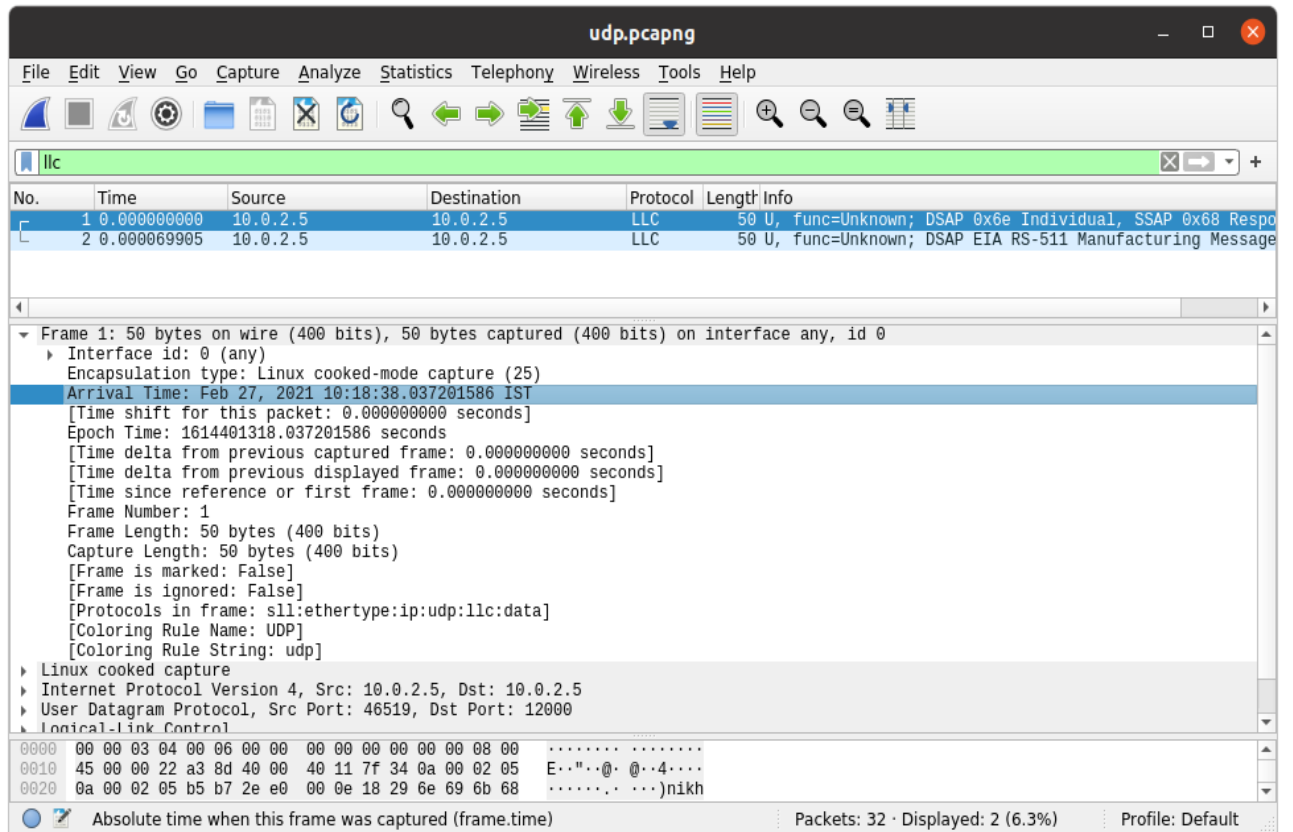 udp.pcapng
File Edit View Go Capture Analyze Statistics Telephony Wireless Tools Help
llc
No. Time Source Destination Protocol Length Info
1 0.000000000 10.0.2.5 10.0.2.5 LLC 50 U, func=Unknown; DSAP 0x6e Individual, SSAP 0x68 Respo
2 0.000069905 10.0.2.5 10.0.2.5 LLC 50 U, func=Unknown; DSAP EIA RS-511 Manufacturing Message
Frame 1: 50 bytes on wire (400 bits), 50 bytes captured (400 bits) on interface any, id 0
Interface id: 0 (any)
Encapsulation type: Linux cooked-mode capture (25)
Arrival Time: Feb 27, 2021 10:18:38.037201586 IST
[Time shift for this packet: 0.000000000 seconds]
Epoch Time: 1614401318.037201586 seconds
[Time delta from previous captured frame: 0.000000000 seconds]
[Time delta from previous displayed frame: 0.000000000 seconds]
[Time since reference or first frame: 0.000000000 seconds]
Frame Number: 1
Frame Length: 50 bytes (400 bits)
Capture Length: 50 bytes (400 bits)
[Frame is marked: False]
[Frame is ignored: False]
[Protocols in frame: sll:ethertype:ip:udp:llc:data]
[Coloring Rule Name: UDP]
[Coloring Rule String: udp]
Linux cooked capture
Internet Protocol Version 4, Src: 10.0.2.5, Dst: 10.0.2.5
User Datagram Protocol, Src Port: 46519, Dst Port: 12000
Logical-Link Control
0000 00 00 03 04 00 06 00 00 00 00 00 00 00 00 08 00 ········ ········
0010 45 00 00 22 a3 8d 40 00 40 11 7f 34 0a 00 02 05 E··"··@· @··4····
0020 0a 00 02 05 b5 b7 2e e0 00 0e 18 29 6e 69 6b 68 ······.· ···)nikh
Absolute time when this frame was captured (frame.time) Packets: 32 · Displayed: 2 (6.3%) Profile: Default